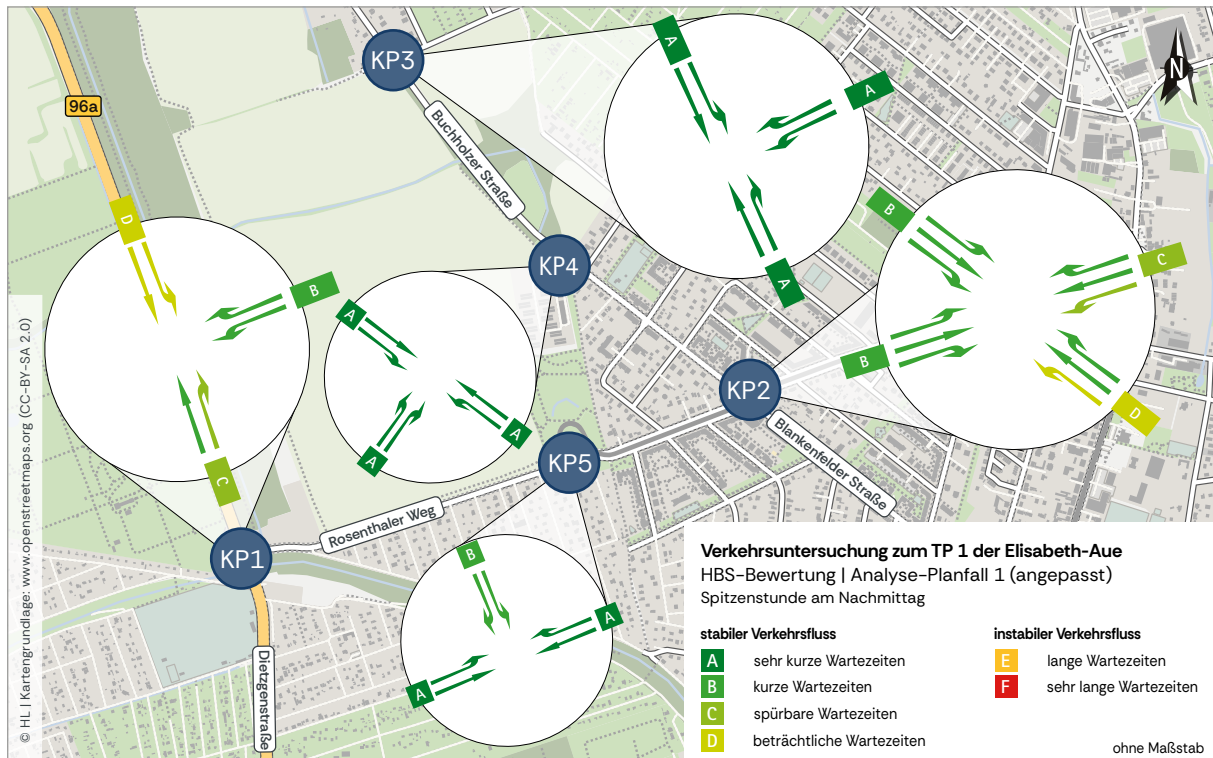 KP3
A
A
A
N
96a
Buchholzer Straße
D
B
C
KP4
B
C
B
D
A
A
A
KP2
Blankenfelder Straße
KP5
Rosenthaler Weg
KP1
B
A
A
Dietzgenstraße
© HL | Kartengrundlage: www.openstreetmaps.org (CC-BY-SA 2.0)
Verkehrsuntersuchung zum TP 1 der Elisabeth-Aue
HBS-Bewertung | Analyse-Planfall 1 (angepasst)
Spitzenstunde am Nachmittag
stabiler Verkehrsfluss
A sehr kurze Wartezeiten
B kurze Wartezeiten
C spürbare Wartezeiten
D beträchtliche Wartezeiten
instabiler Verkehrsfluss
E lange Wartezeiten
F sehr lange Wartezeiten
ohne Maßstab